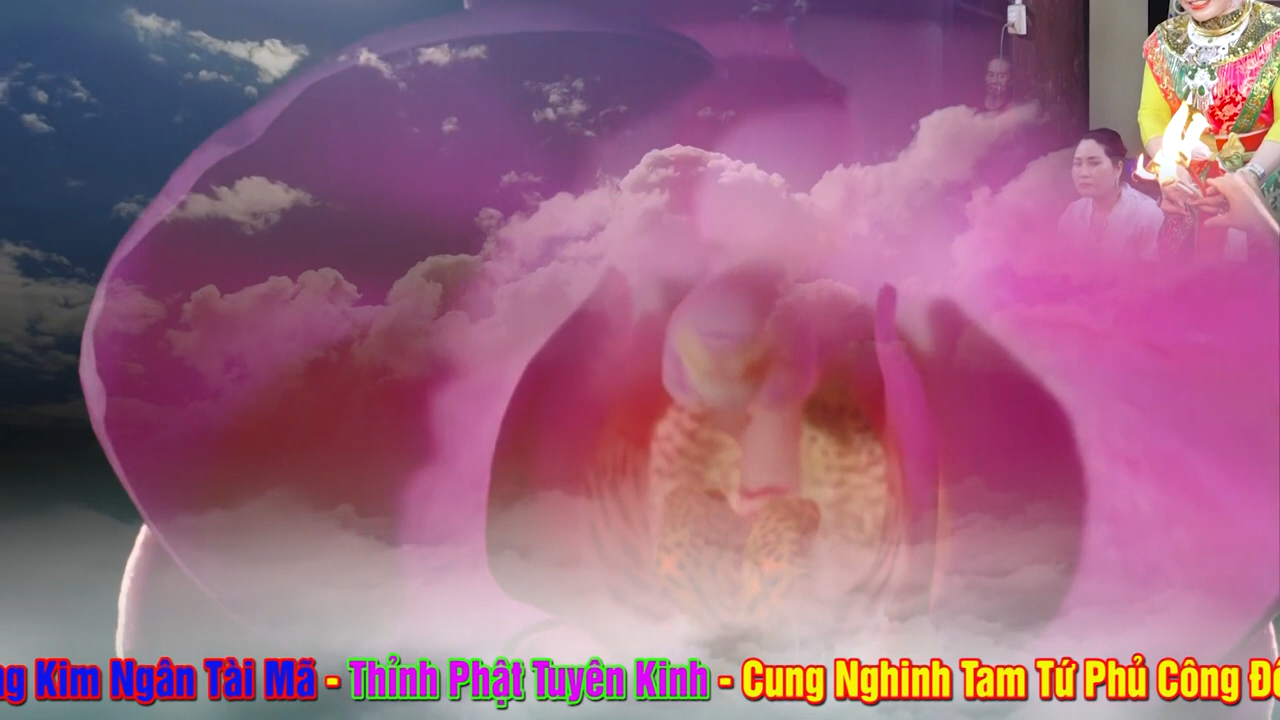 Kim Ngân Tài Mã - Thỉnh Phật Tuyên Kinh - Cung Nghinh Tam Tứ Phủ Công